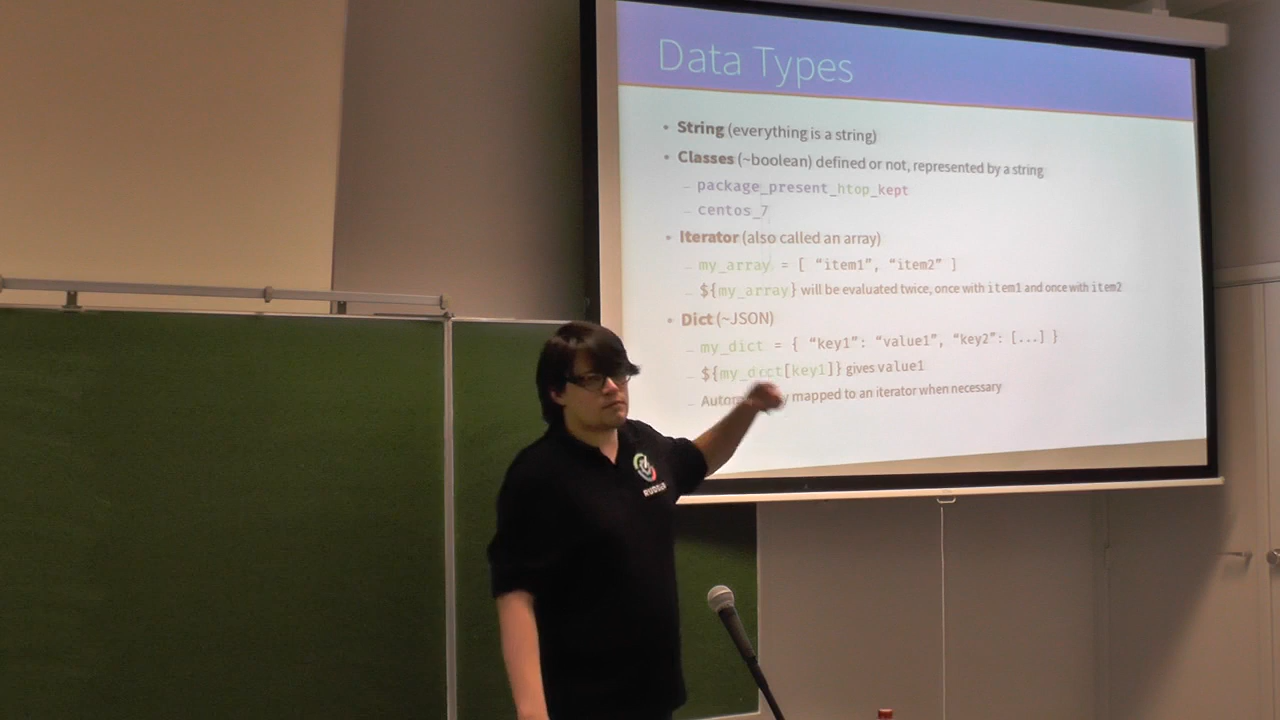 Data Types
• String (everything is a string)
• Classes (~boolean) defined or not, represented by a string
– package_present_htop_kept
– centos_7
• Iterator (also called an array)
– my_array = [ “item1”, “item2” ]
– ${my_array} will be evaluated twice, once with item1 and once with item2
• Dict (~JSON)
– my_dict = { “key1”: “value1”, “key2”: [...] }
– ${my_dict[key1]} gives value1
– mapped to an iterator when necessary
RUDDER